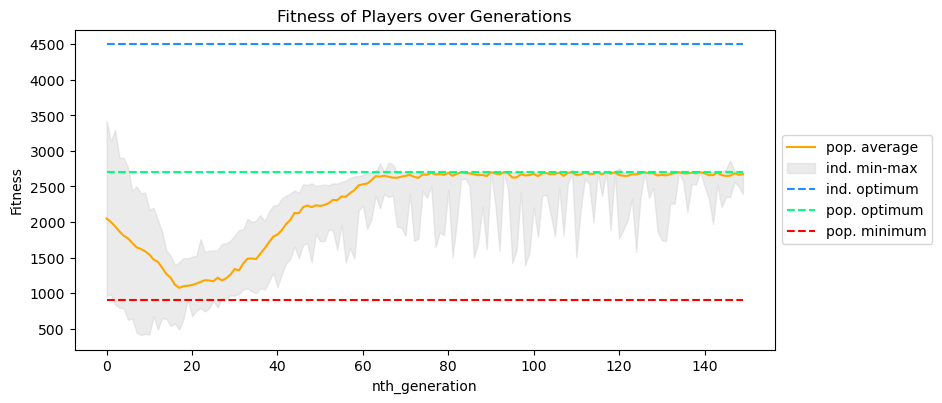 Fitness of Players over Generations
Fitness
4500
4000
3500
3000
2500
2000
1500
1000
500
0
20
40
60
80
100
120
140
nth_generation
pop. average
ind. min-max
ind. optimum
pop. optimum
pop. minimum